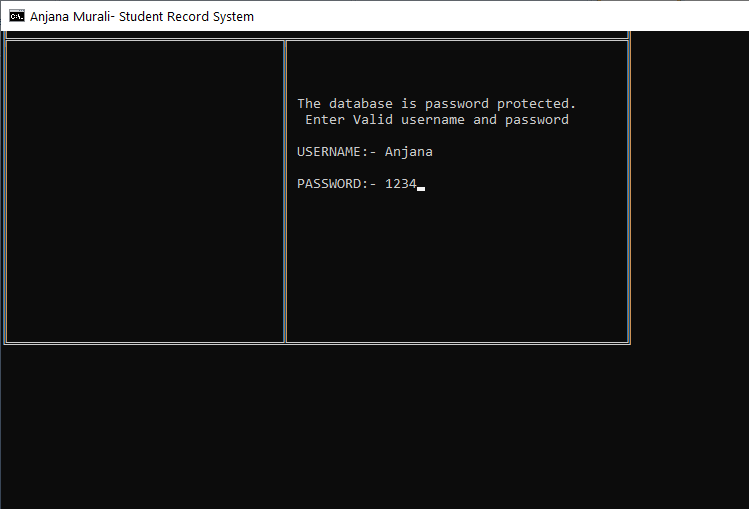 Anjana Murali- Student Record System
The database is password protected.
Enter Valid username and password
USERNAME:- Anjana
PASSWORD:- 1234